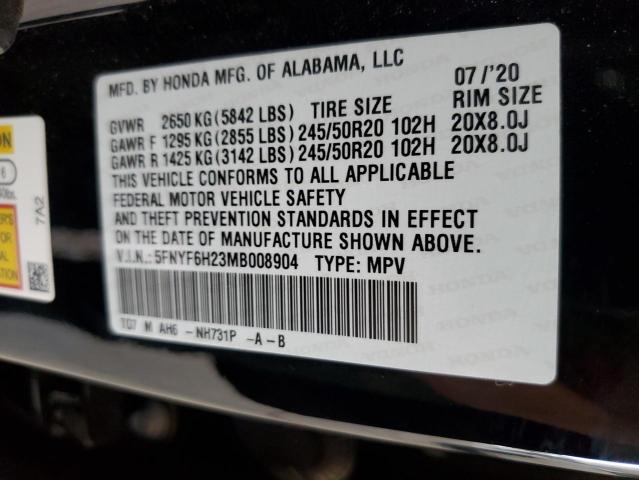 MFD. BY HONDA MFG. OF ALABAMA, LLC 07/'20
GVWR 2650 KG (5842 LBS) TIRE SIZE RIM SIZE
GAWR F 1295 KG (2855 LBS) 245/50R20 102H 20X8.0J
GAWR R 1425 KG (3142 LBS) 245/50R20 102H 20X8.0J
THIS VEHICLE CONFORMS TO ALL APPLICABLE
FEDERAL MOTOR VEHICLE SAFETY
AND THEFT PREVENTION STANDARDS IN EFFECT
ON THE DATE OF MANUFACTURE SHOWN ABOVE.
V.I.N.: 5FNYF6H23MB008904 TYPE: MPV
TG7 M AH6 -NH731P -A-B
7A2